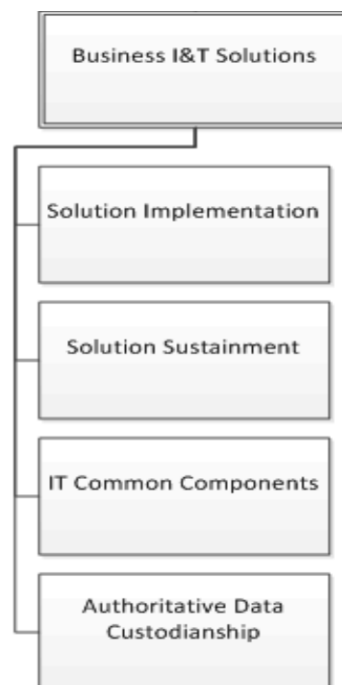 Business I&T Solutions
Solution Implementation
Solution Sustainment
IT Common Components
Authoritative Data
Custodianship